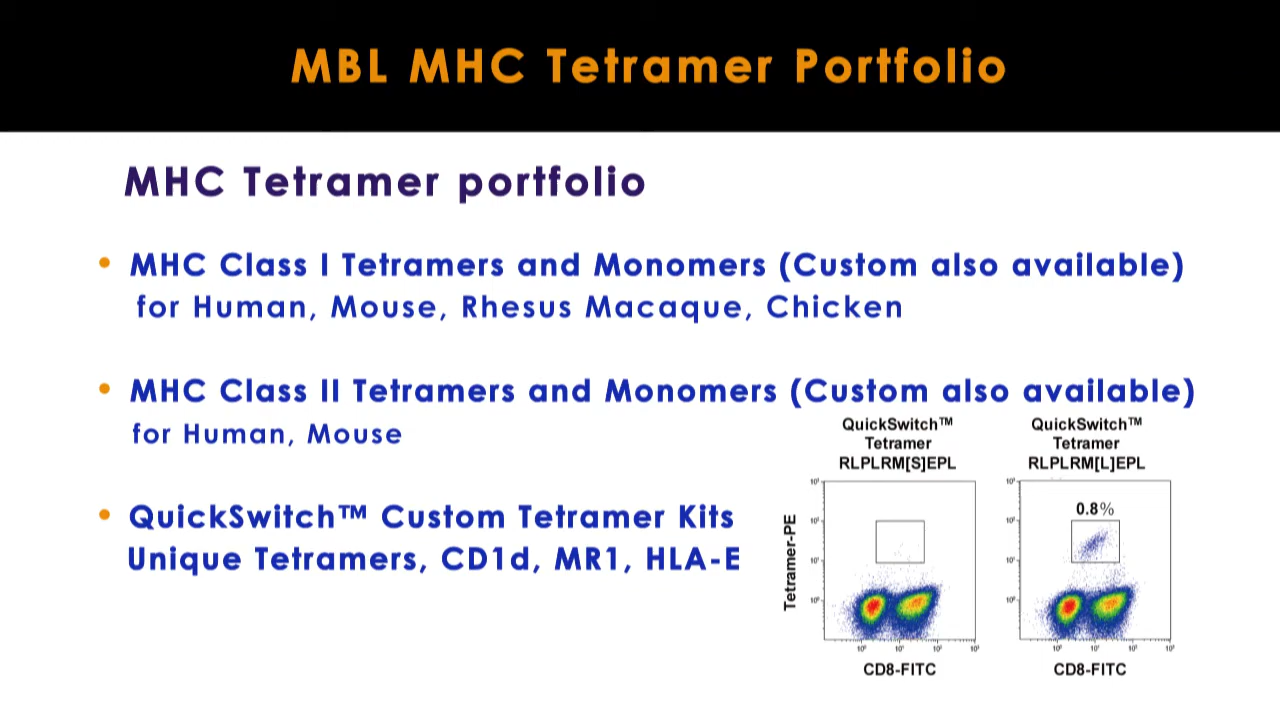 MBL MHC Tetramer Portfolio
MHC Tetramer portfolio
• MHC Class I Tetramers and Monomers (Custom also available)
for Human, Mouse, Rhesus Macaque, Chicken
• MHC Class II Tetramers and Monomers (Custom also available)
for Human, Mouse
• QuickSwitch™ Custom Tetramer Kits
Unique Tetramers, CD1d, MR1, HLA-E
QuickSwitch™
Tetramer
RLPLRM[S]EPL
Tetramer-PE
CD8-FITC
QuickSwitch™
Tetramer
RLPLRM[L]EPL
0.8%
CD8-FITC